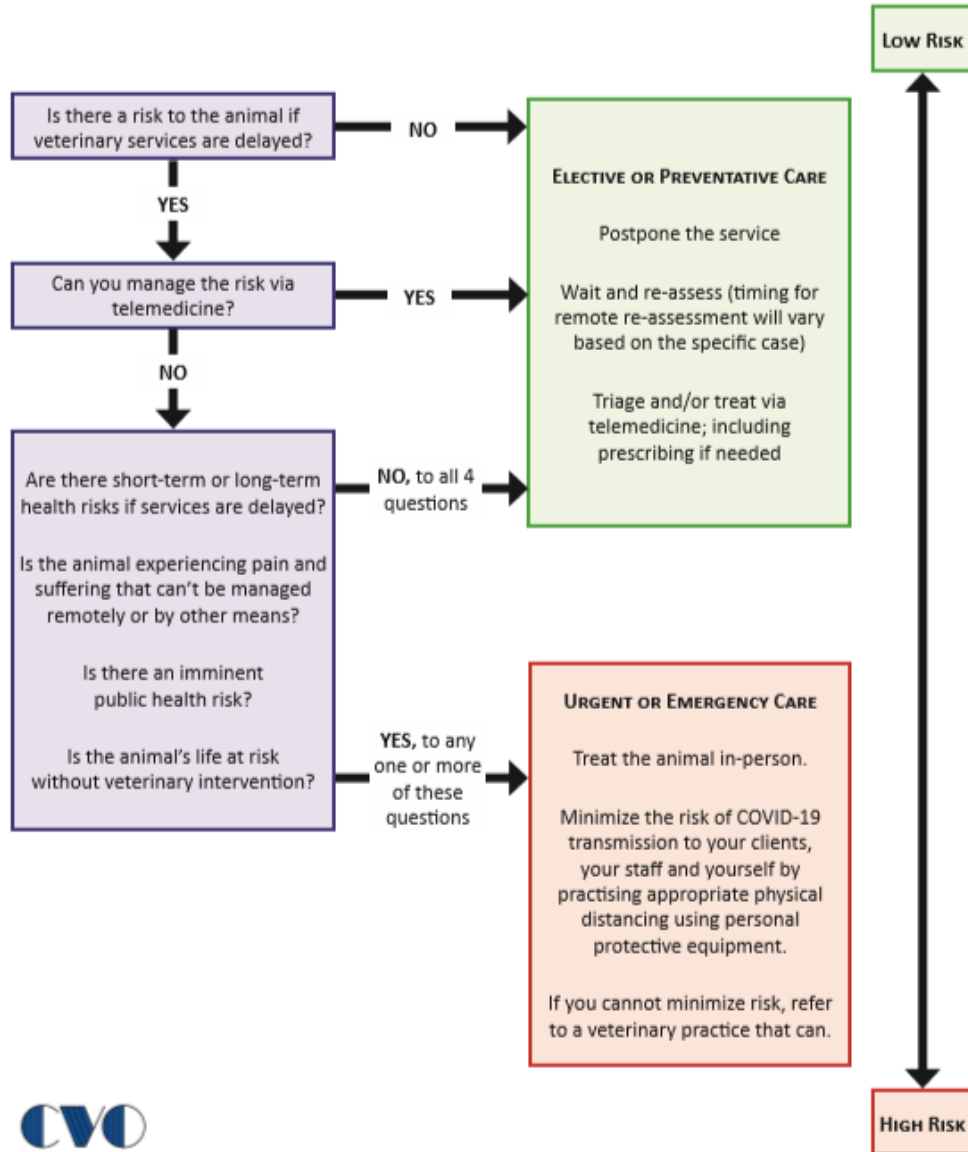 LOW RISK
Is there a risk to the animal if
veterinary services are delayed?
NO
YES
Can you manage the risk via
telemedicine?
YES
NO
ELECTIVE OR PREVENTATIVE CARE
Postpone the service
Wait and re-assess (timing for
remote re-assessment will vary
based on the specific case)
Triage and/or treat via
telemedicine; including
prescribing if needed
Are there short-term or long-term
health risks if services are delayed?
Is the animal experiencing pain and
suffering that can't be managed
remotely or by other means?
Is there an imminent
public health risk?
Is the animal's life at risk
without veterinary intervention?
NO, to all 4
questions
YES, to any
one or more
of these
questions
URGENT OR EMERGENCY CARE
Treat the animal in-person.
Minimize the risk of COVID-19
transmission to your clients,
your staff and yourself by
practising appropriate physical
distancing using personal
protective equipment.
If you cannot minimize risk, refer
to a veterinary practice that can.
HIGH RISK
CVO